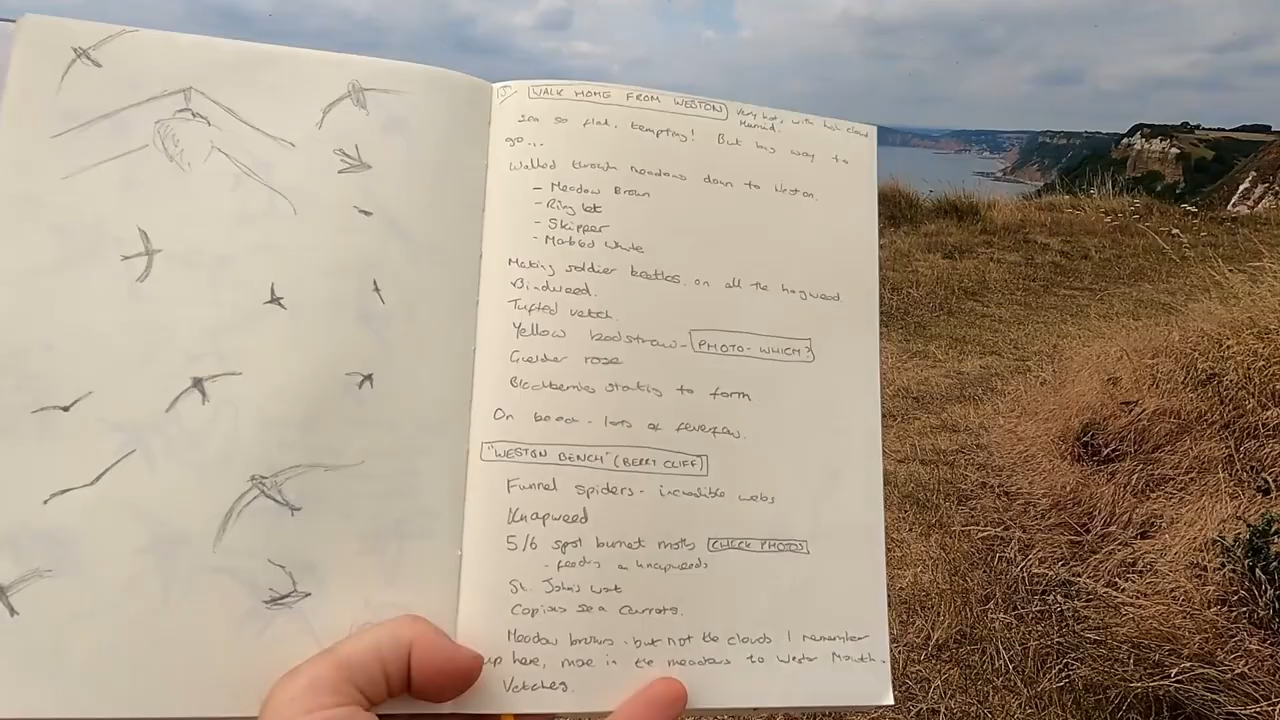 WALK HOME FROM WESTON
Very hot, with high cloud
Humid.
Sea so flat, tempting! But long way to
go...
Walked through meadows down to Weston.
- Meadow Brown
- Ringlet
- Skipper
- Marbled White
Mating soldier beetles on all the hogweed
Bindweed.
Tufted vetch.
Yellow bedstraw - PHOTO - WHICH?
Guelder rose
Blackberries starting to form
On beach - lots of feverfew.
"WESTON BENCH" (BERRY CLIFF)
Funnel spiders - incredible webs
Knapweed
5/6 spot burnet moths CHECK PHOTOS
- feeding on knapweeds
St. John's wort
Copious sea carrots.
Meadow browns - but not the clouds I remember
up here, more in the meadows to Weston Mouth.
Vetches.